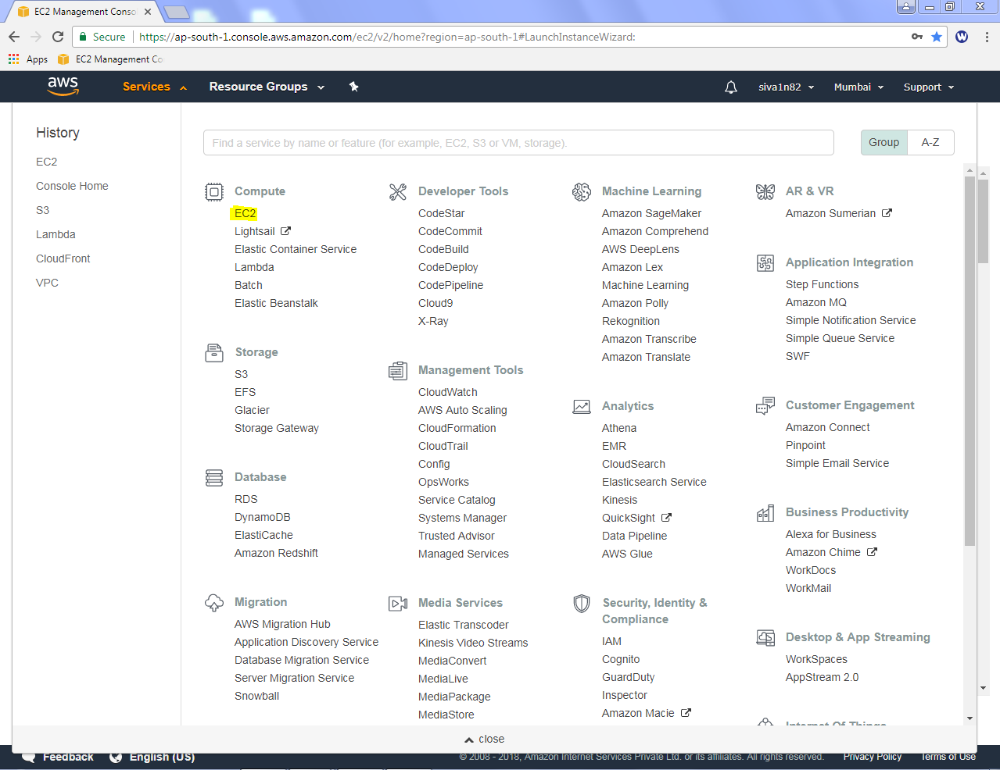 EC2 Management Conso
Secure https://ap-south-1.console.aws.amazon.com/ec2/v2/home?region=ap-south-1#LaunchInstanceWizard:
Apps EC2 Management Co
aws Services Resource Groups siva1n82 Mumbai Support
History
EC2
Console Home
S3
Lambda
CloudFront
VPC
Find a service by name or feature (for example, EC2, S3 or VM, storage).
Group A-Z
Compute
EC2
Lightsail
Elastic Container Service
Lambda
Batch
Elastic Beanstalk
Storage
S3
EFS
Glacier
Storage Gateway
Database
RDS
DynamoDB
ElastiCache
Amazon Redshift
Migration
AWS Migration Hub
Application Discovery Service
Database Migration Service
Server Migration Service
Snowball
Developer Tools
CodeStar
CodeCommit
CodeBuild
CodeDeploy
CodePipeline
Cloud9
X-Ray
Management Tools
CloudWatch
AWS Auto Scaling
CloudFormation
CloudTrail
Config
OpsWorks
Service Catalog
Systems Manager
Trusted Advisor
Managed Services
Media Services
Elastic Transcoder
Kinesis Video Streams
MediaConvert
MediaLive
MediaPackage
MediaStore
Machine Learning
Amazon SageMaker
Amazon Comprehend
AWS DeepLens
Amazon Lex
Machine Learning
Amazon Polly
Rekognition
Amazon Transcribe
Amazon Translate
Analytics
Athena
EMR
CloudSearch
Elasticsearch Service
Kinesis
QuickSight
Data Pipeline
AWS Glue
Security, Identity &
Compliance
IAM
Cognito
GuardDuty
Inspector
Amazon Macie
AR & VR
Amazon Sumerian
Application Integration
Step Functions
Amazon MQ
Simple Notification Service
Simple Queue Service
SWF
Customer Engagement
Amazon Connect
Pinpoint
Simple Email Service
Business Productivity
Alexa for Business
Amazon Chime
WorkDocs
WorkMail
Desktop & App Streaming
WorkSpaces
AppStream 2.0
Internet Of Things
close
Feedback English (US) © 2008 - 2018, Amazon Internet Services Private Ltd. or its affiliates. All rights reserved. Privacy Policy Terms of Use